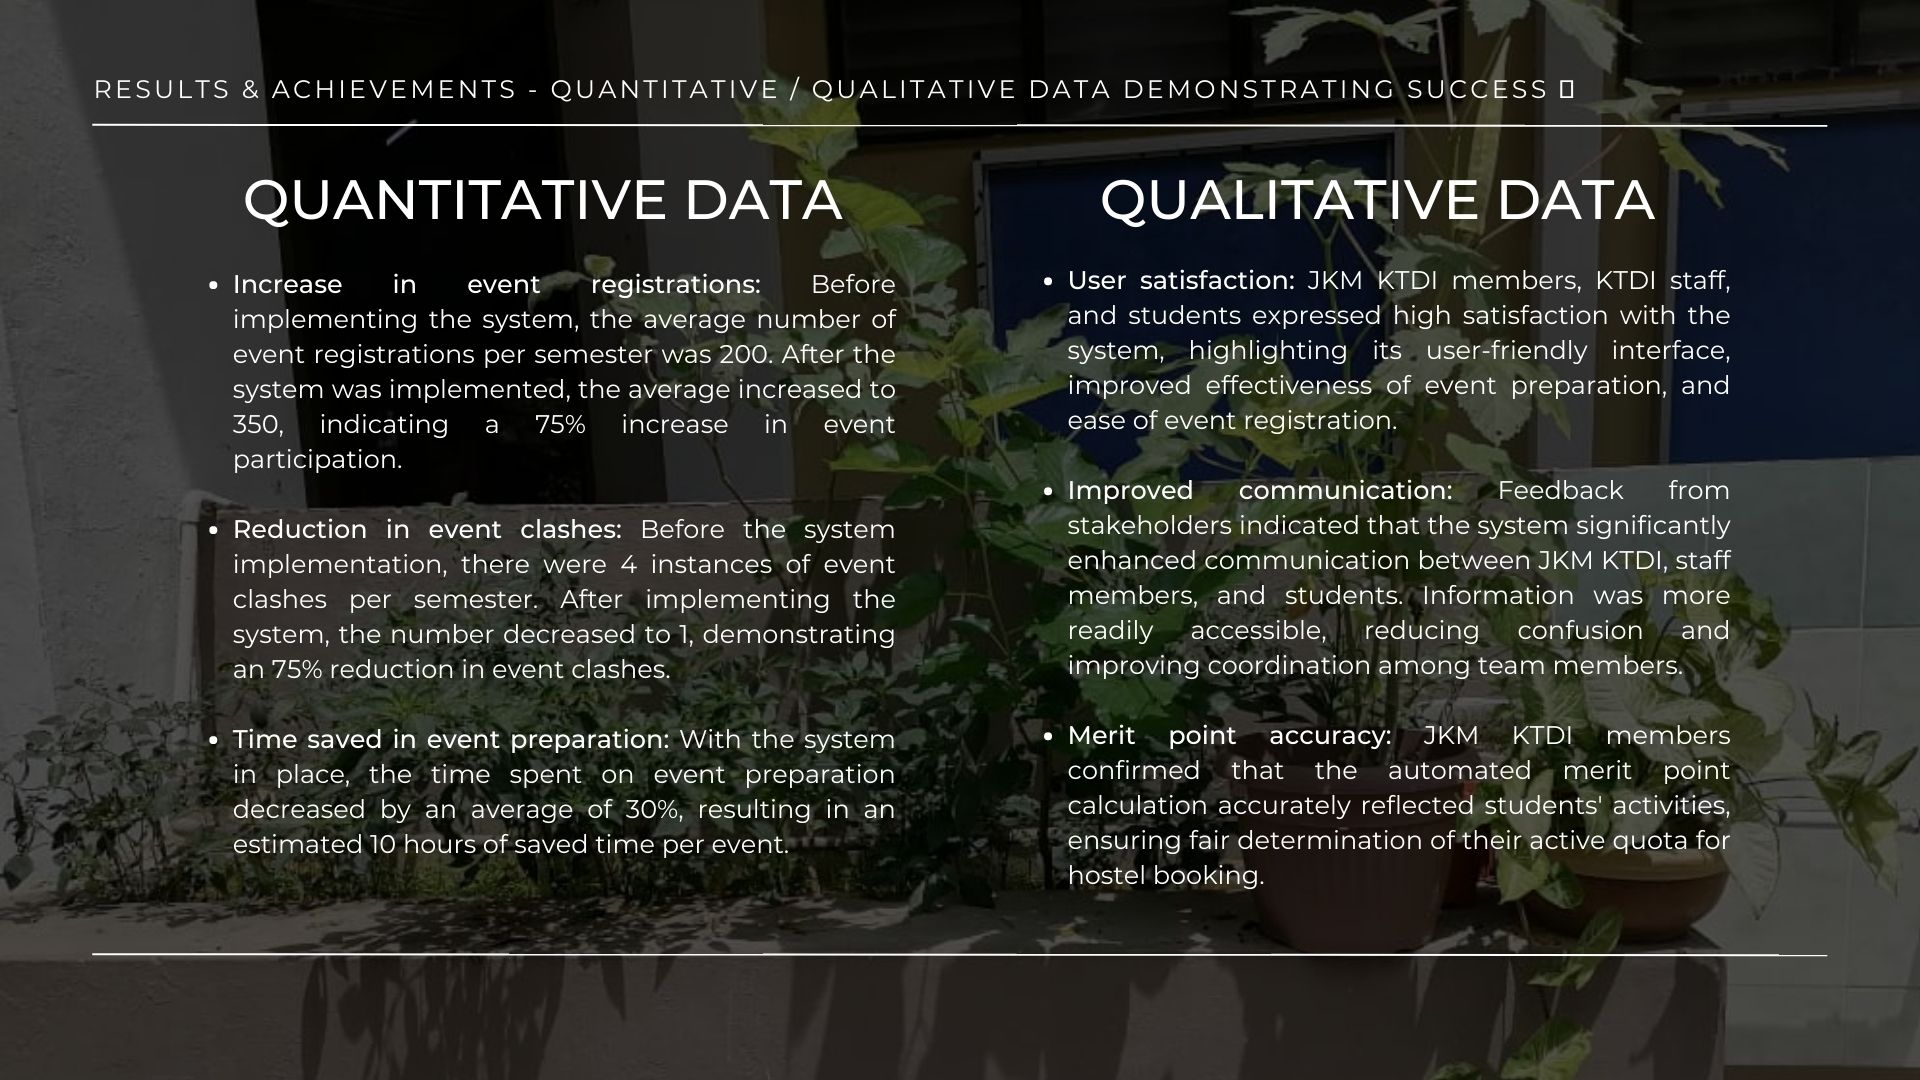 RESULTS & ACHIEVEMENTS - QUANTITATIVE / QUALITATIVE DATA DEMONSTRATING SUCCESS
QUANTITATIVE DATA
• Increase in event registrations: Before
implementing the system, the average number of
event registrations per semester was 200. After the
system was implemented, the average increased to
350, indicating a 75% increase in event
participation.
• Reduction in event clashes: Before the system
implementation, there were 4 instances of event
clashes per semester. After implementing the
system, the number decreased to 1, demonstrating
an 75% reduction in event clashes.
• Time saved in event preparation: With the system
in place, the time spent on event preparation
decreased by an average of 30%, resulting in an
estimated 10 hours of saved time per event.
QUALITATIVE DATA
• User satisfaction: JKM KTDI members, KTDI staff,
and students expressed high satisfaction with the
system, highlighting its user-friendly interface,
improved effectiveness of event preparation, and
ease of event registration.
• Improved communication: Feedback from
stakeholders indicated that the system significantly
enhanced communication between JKM KTDI, staff
members, and students. Information was more
readily accessible, reducing confusion and
improving coordination among team members.
• Merit point accuracy: JKM KTDI members
confirmed that the automated merit point
calculation accurately reflected students' activities,
ensuring fair determination of their active quota for
hostel booking.